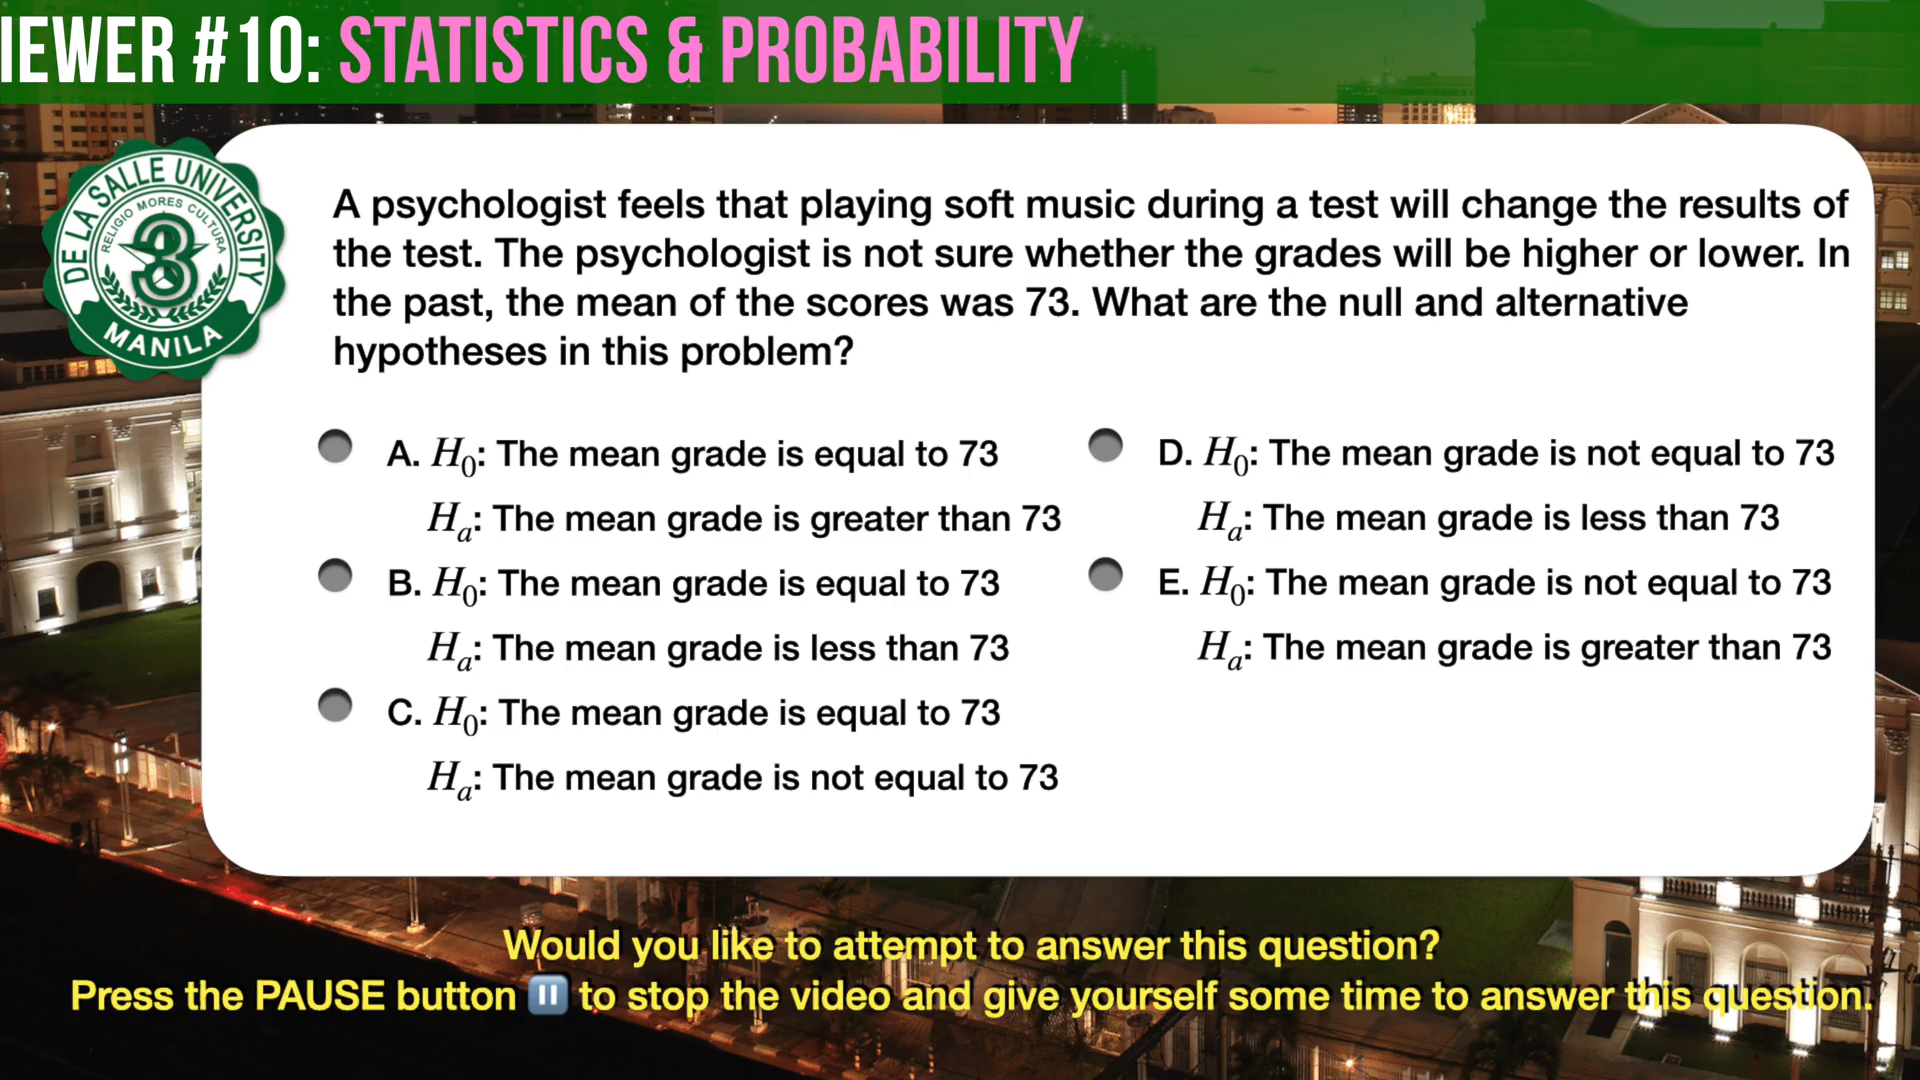 IEWER #10: STATISTICS & PROBABILITY
DE LA SALLE UNIVERSITY
RELIGIO MORES CULTURA
3
MANILA
A psychologist feels that playing soft music during a test will change the results of
the test. The psychologist is not sure whether the grades will be higher or lower. In
the past, the mean of the scores was 73. What are the null and alternative
hypotheses in this problem?
A. H₀: The mean grade is equal to 73
Hₐ: The mean grade is greater than 73
B. H₀: The mean grade is equal to 73
Hₐ: The mean grade is less than 73
C. H₀: The mean grade is equal to 73
Hₐ: The mean grade is not equal to 73
D. H₀: The mean grade is not equal to 73
Hₐ: The mean grade is less than 73
E. H₀: The mean grade is not equal to 73
Hₐ: The mean grade is greater than 73
Would you like to attempt to answer this question?
Press the PAUSE button ⏸ to stop the video and give yourself some time to answer this question.